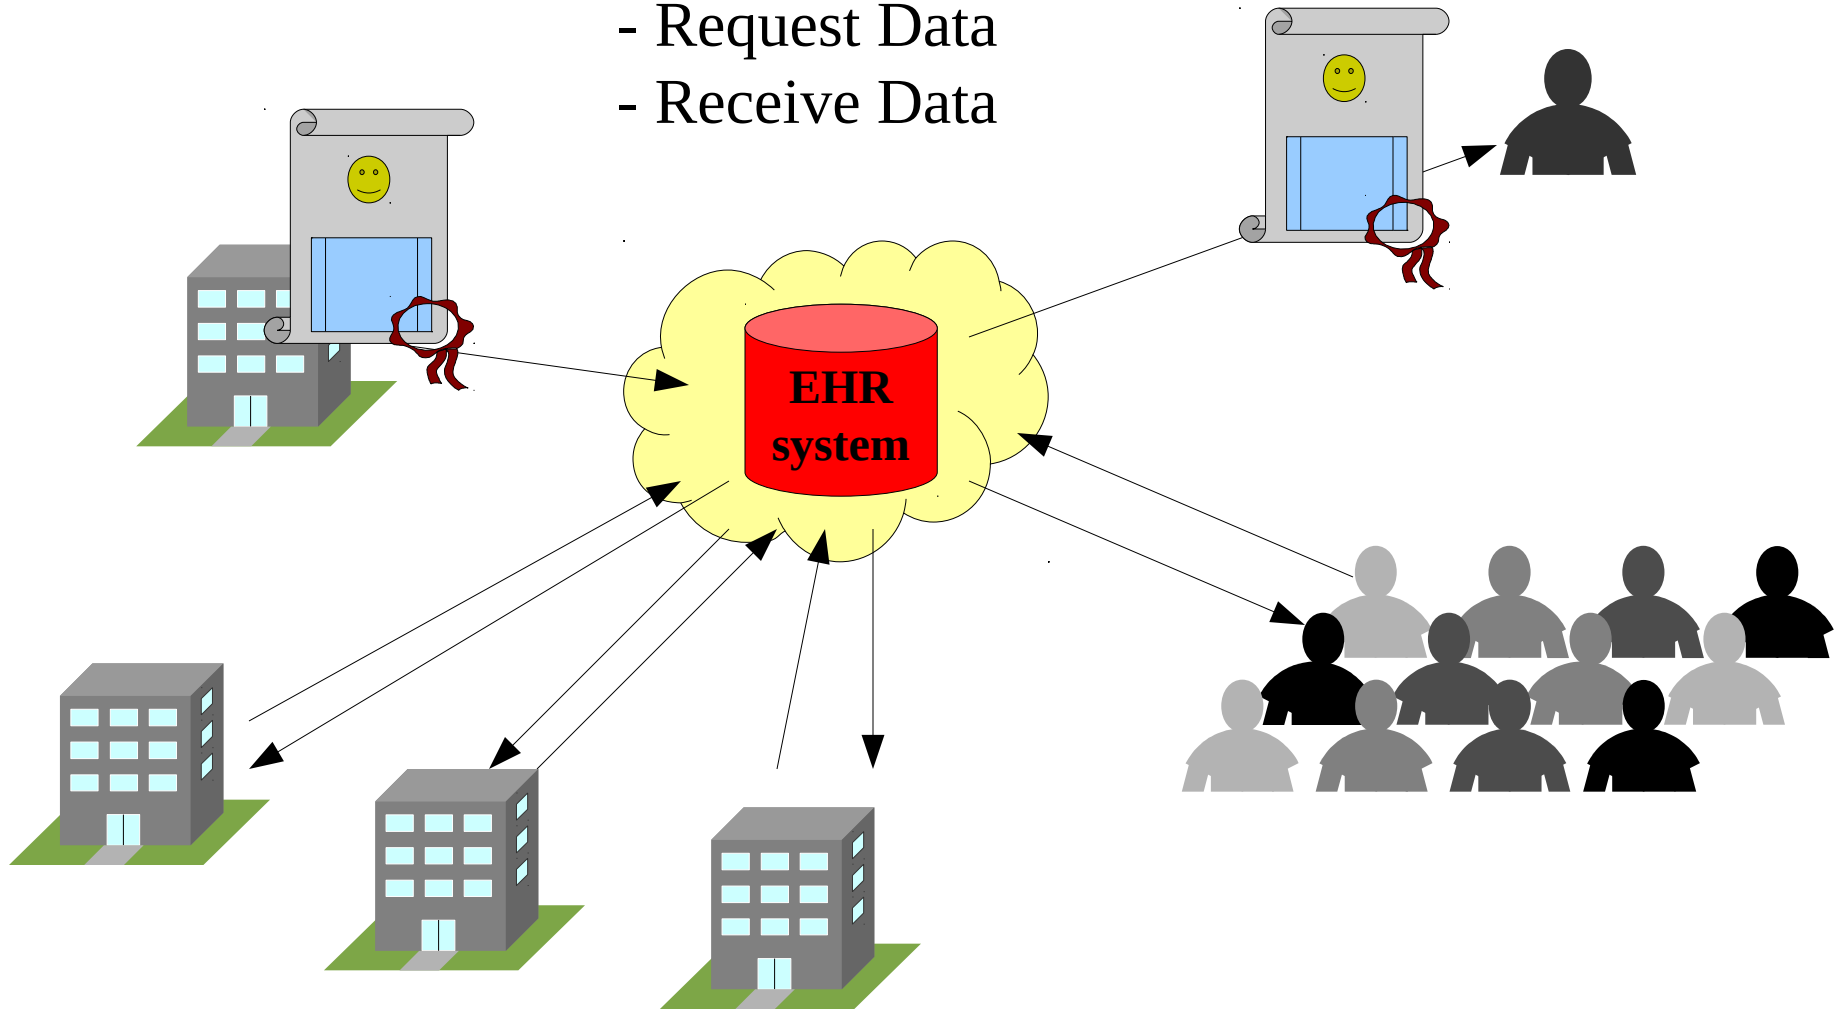 - Request Data
- Receive Data
EHR
system